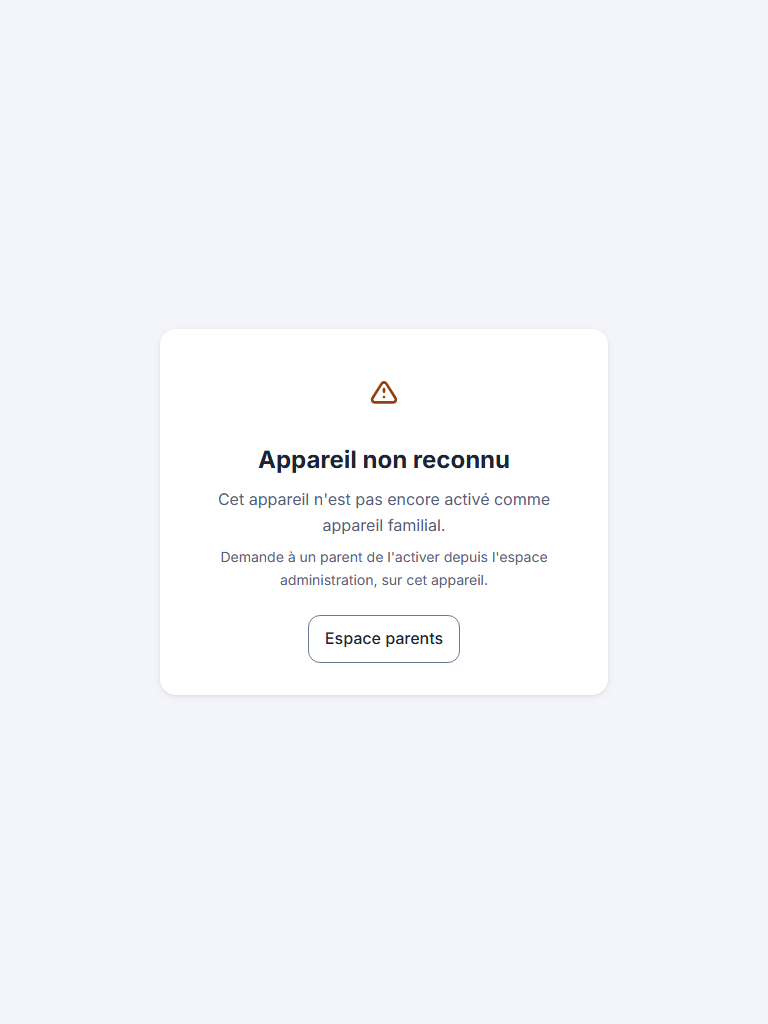 Appareil non reconnu
Cet appareil n'est pas encore activé comme
appareil familial.
Demande à un parent de l'activer depuis l'espace
administration, sur cet appareil.
Espace parents